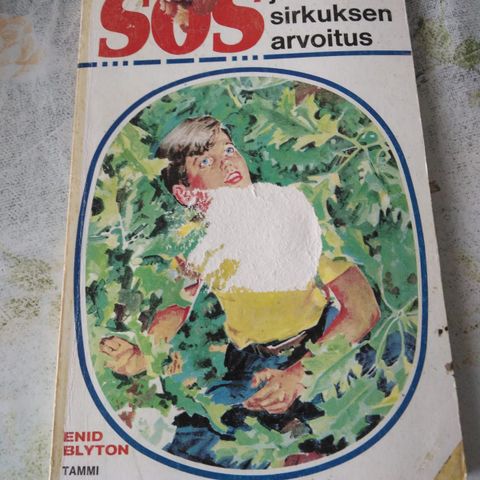 SOS
sirkuksen
arvoitus
ENID
BLYTON
TAMMI